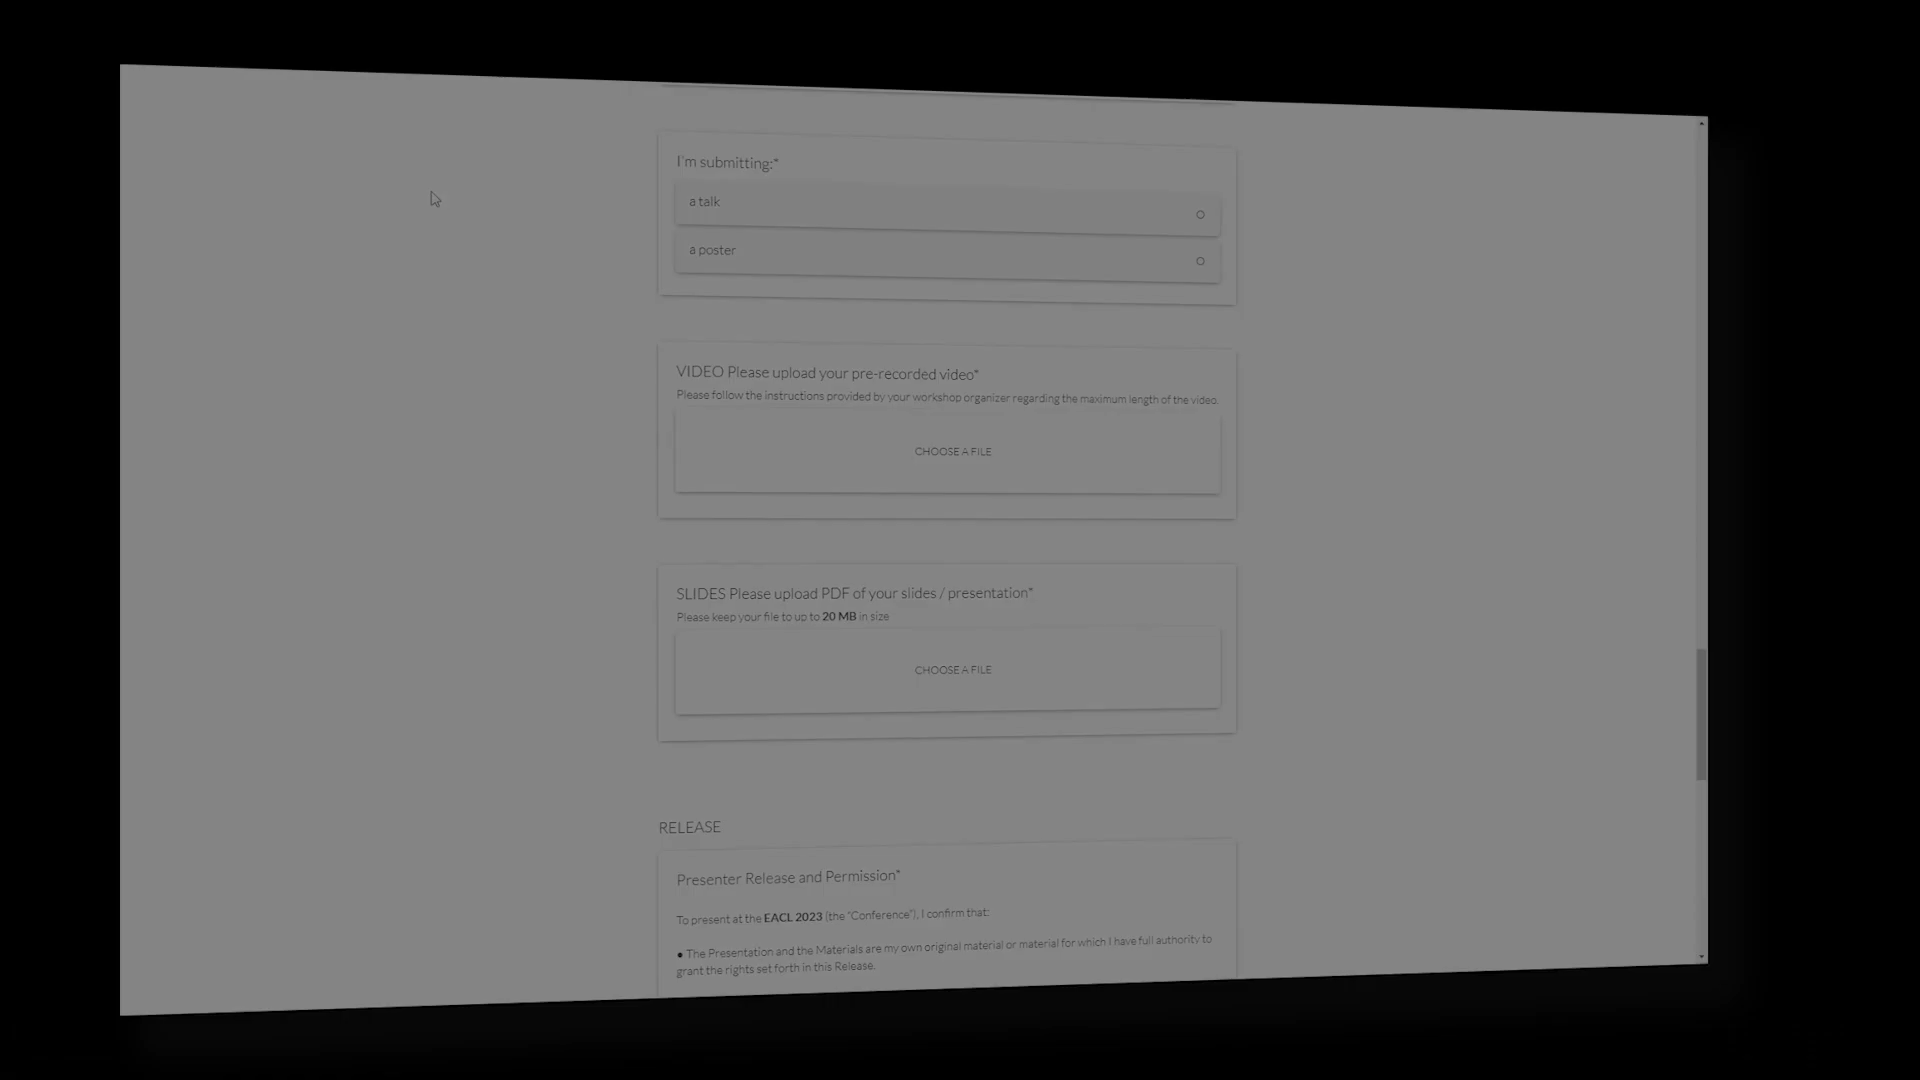 I'm submitting:*
a talk
a poster
VIDEO Please upload your pre-recorded video*
Please follow the instructions provided by your workshop organizer regarding the maximum length of the video.
CHOOSE A FILE
SLIDES Please upload PDF of your slides / presentation*
Please keep your file to up to 20 MB in size
CHOOSE A FILE
RELEASE
Presenter Release and Permission*
To present at the EACL 2023 (the "Conference"), I confirm that:
● The Presentation and the Materials are my own original material or material for which I have full authority to
grant the rights set forth in this Release.